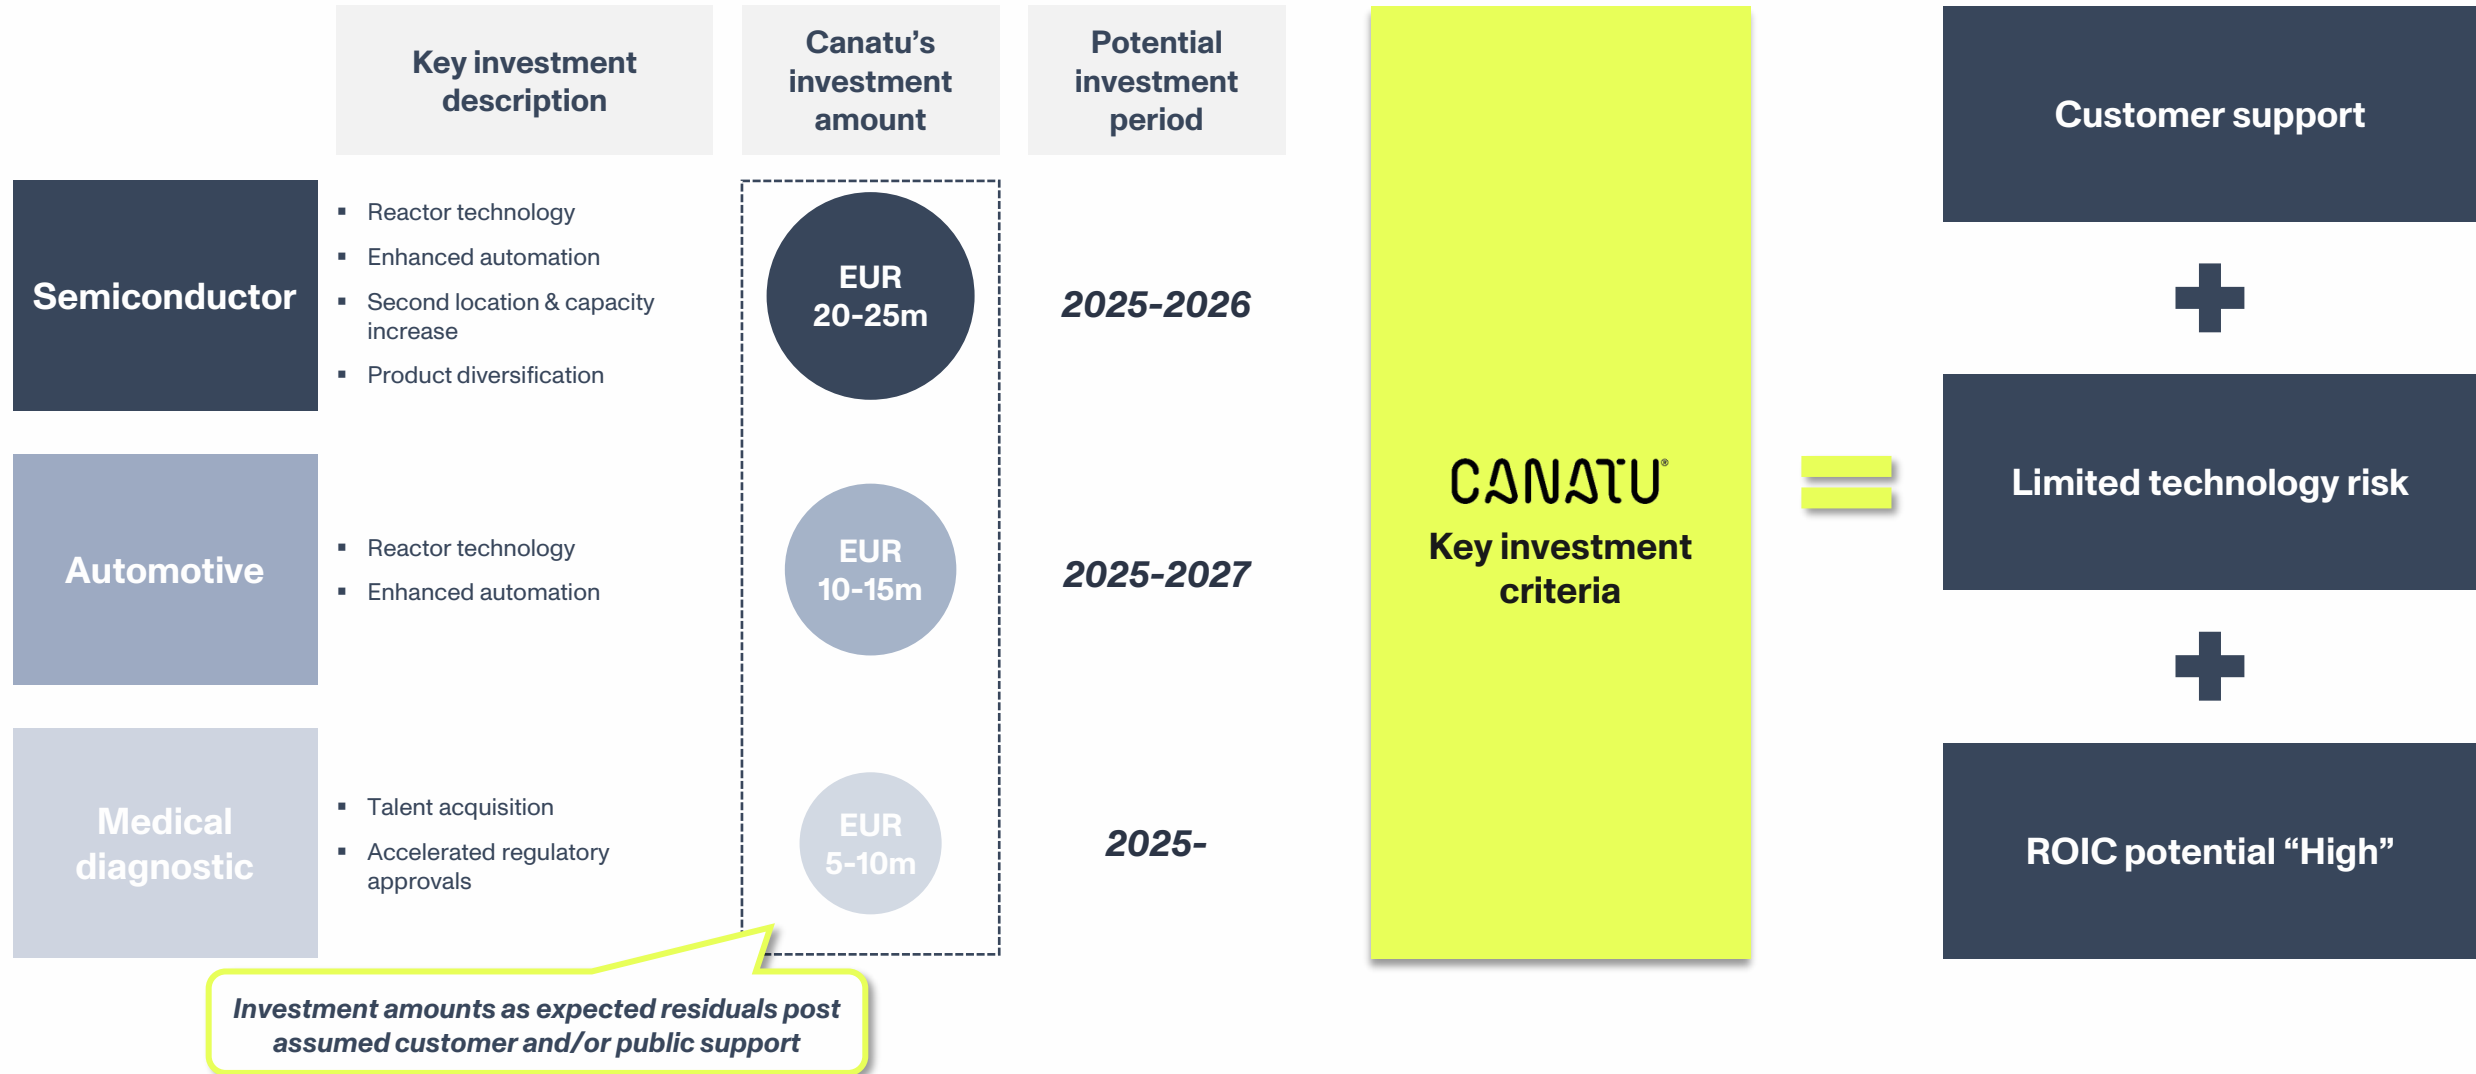 Key investment
description
Canatu’s
investment
amount
Potential
investment
period
Semiconductor
▪ Reactor technology
▪ Enhanced automation
▪ Second location & capacity
increase
▪ Product diversification
EUR
20-25m
2025-2026
Automotive
▪ Reactor technology
▪ Enhanced automation
EUR
10-15m
2025-2027
Medical
diagnostic
▪ Talent acquisition
▪ Accelerated regulatory
approvals
EUR
5-10m
2025-
Investment amounts as expected residuals post
assumed customer and/or public support
CANATU®
Key investment
criteria
=
Customer support
+
Limited technology risk
+
ROIC potential “High”